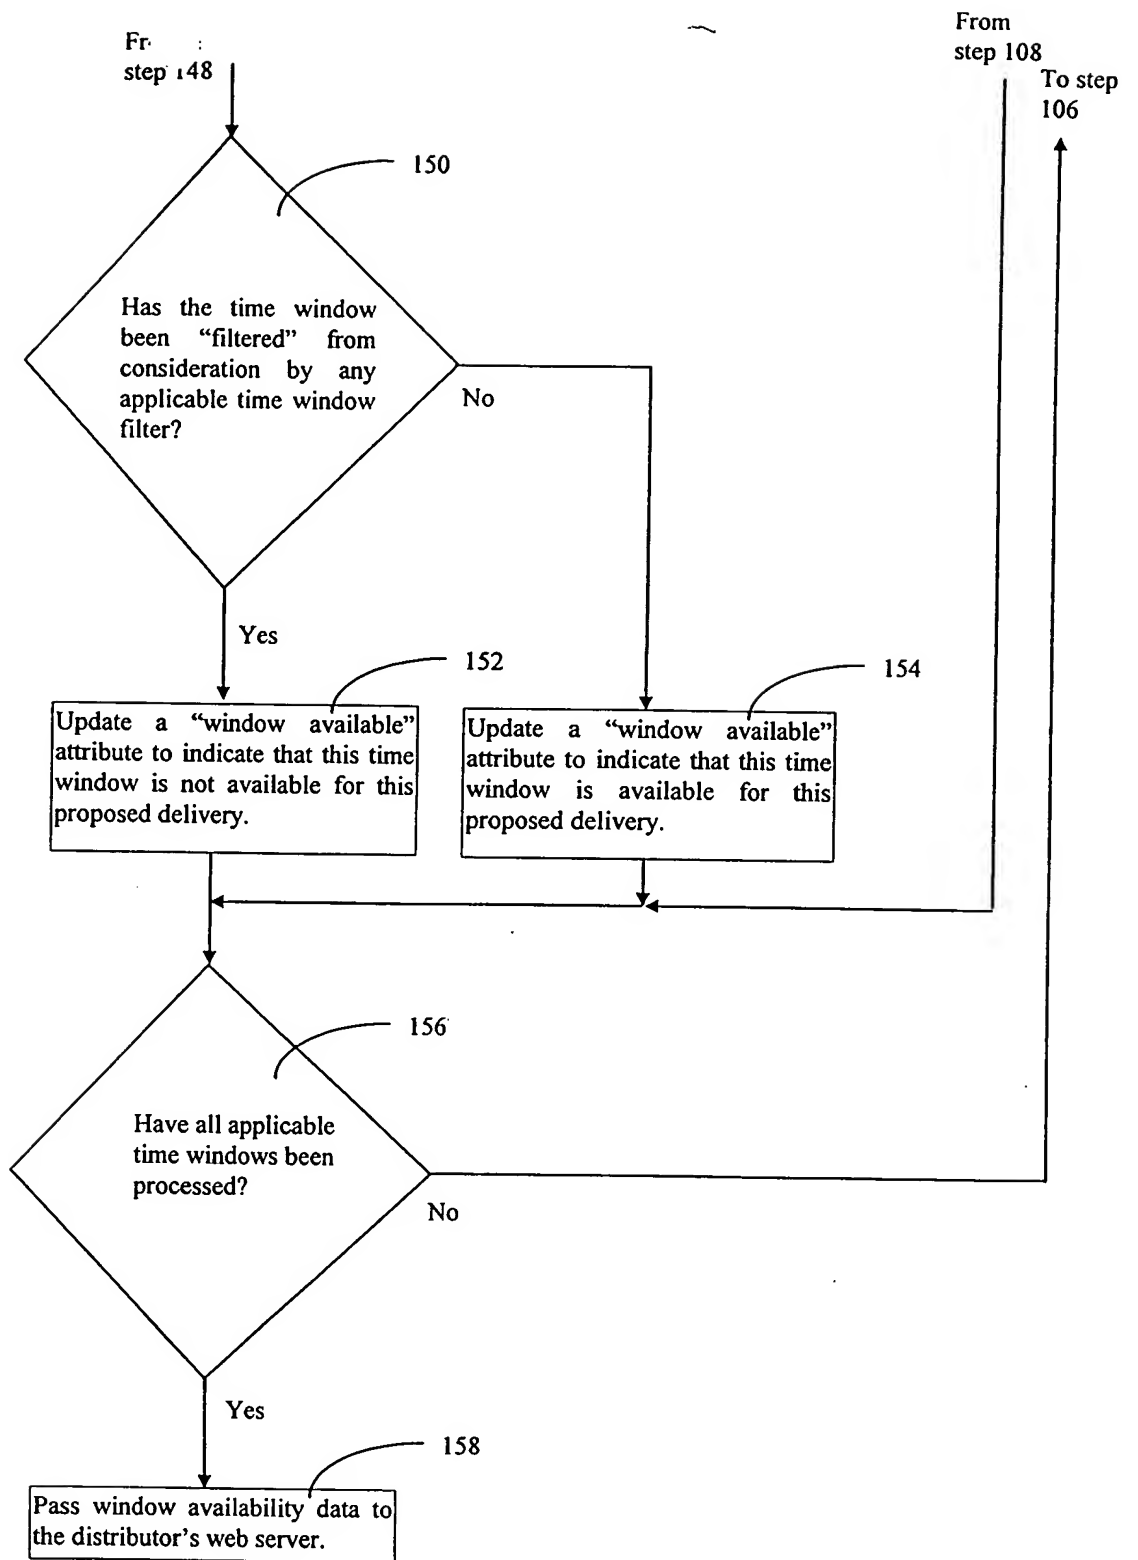 step 148
From
step 108
To step
106
150
Has the time window
been “filtered” from
consideration by any
applicable time window
filter?
No
Yes
152
154
Update a “window available”
attribute to indicate that this time
window is not available for this
proposed delivery.
Update a “window available”
attribute to indicate that this time
window is available for this
proposed delivery.
156
Have all applicable
time windows been
processed?
No
Yes
158
Pass window availability data to
the distributor's web server.